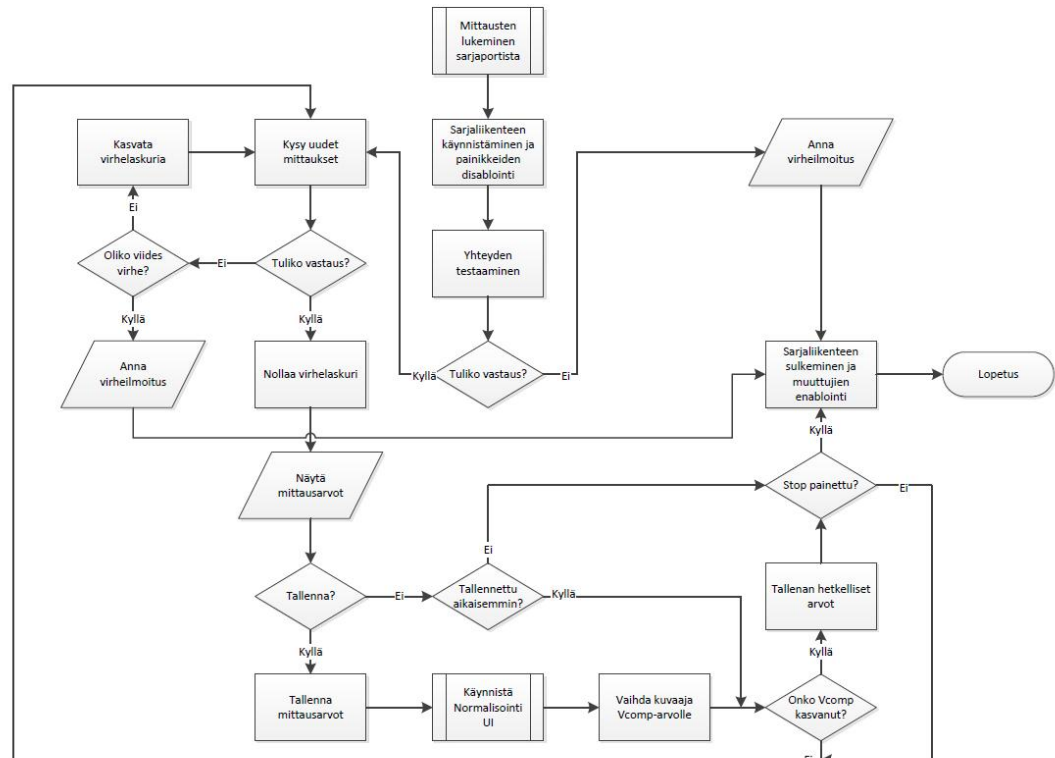 Mittausten
lukeminen
sarjaportista
Kasvata
virhelaskuria
Kysy uudet
mittaukset
Sarjaliikenteen
käynnistäminen ja
painikkeiden
disablointi
Anna
virheilmoitus
Ei
Oliko viides
virhe?
Ei
Tuliko vastaus?
Yhteyden
testaaminen
Kyllä
Kyllä
Anna
virheilmoitus
Nollaa virhelaskuri
Kyllä
Tuliko vastaus?
Ei
Sarjaliikenteen
sulkeminen ja
muuttujien
enablointi
Lopetus
Kyllä
Näytä
mittausarvot
Stop painettu?
Ei
Ei
Tallenna?
Ei
Tallennettu
aikaisemmin?
Kyllä
Tallenan hetkelliset
arvot
Kyllä
Kyllä
Tallenna
mittausarvot
Käynnistä
Normalisointi
UI
Vaihda kuvaaja
Vcomp-arvolle
Onko Vcomp
kasvanut?
Ei